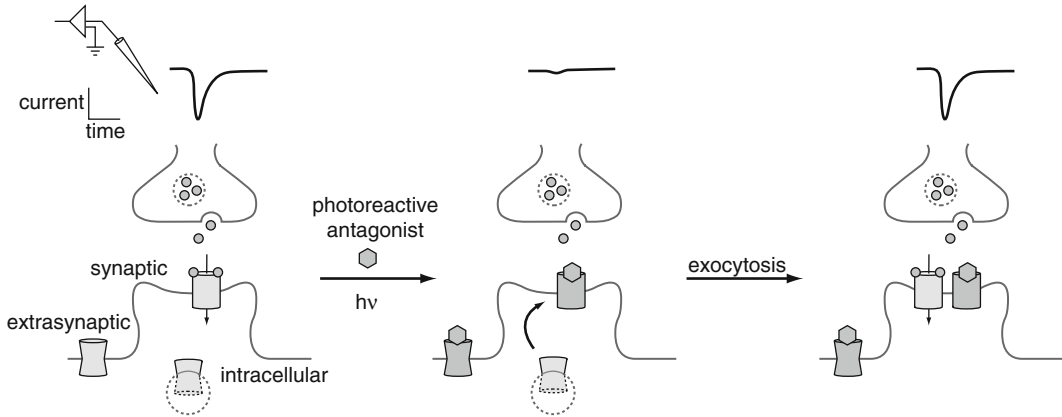 current
time
photoreactive
antagonist
hν
synaptic
extrasynaptic
intracellular
exocytosis